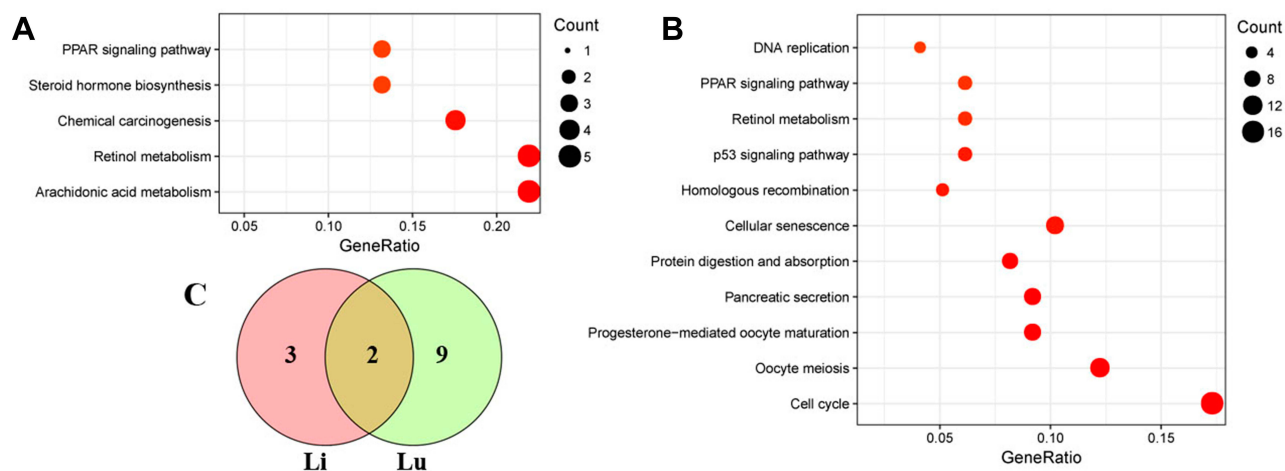 A
PPAR signaling pathway
Steroid hormone biosynthesis
Chemical carcinogenesis
Retinol metabolism
Arachidonic acid metabolism
0.05 0.10 0.15 0.20
GeneRatio
Count
1
2
3
4
5
B
DNA replication
PPAR signaling pathway
Retinol metabolism
p53 signaling pathway
Homologous recombination
Cellular senescence
Protein digestion and absorption
Pancreatic secretion
Progesterone−mediated oocyte maturation
Oocyte meiosis
Cell cycle
0.05 0.10 0.15
GeneRatio
Count
4
8
12
16
C
3 2 9
Li Lu